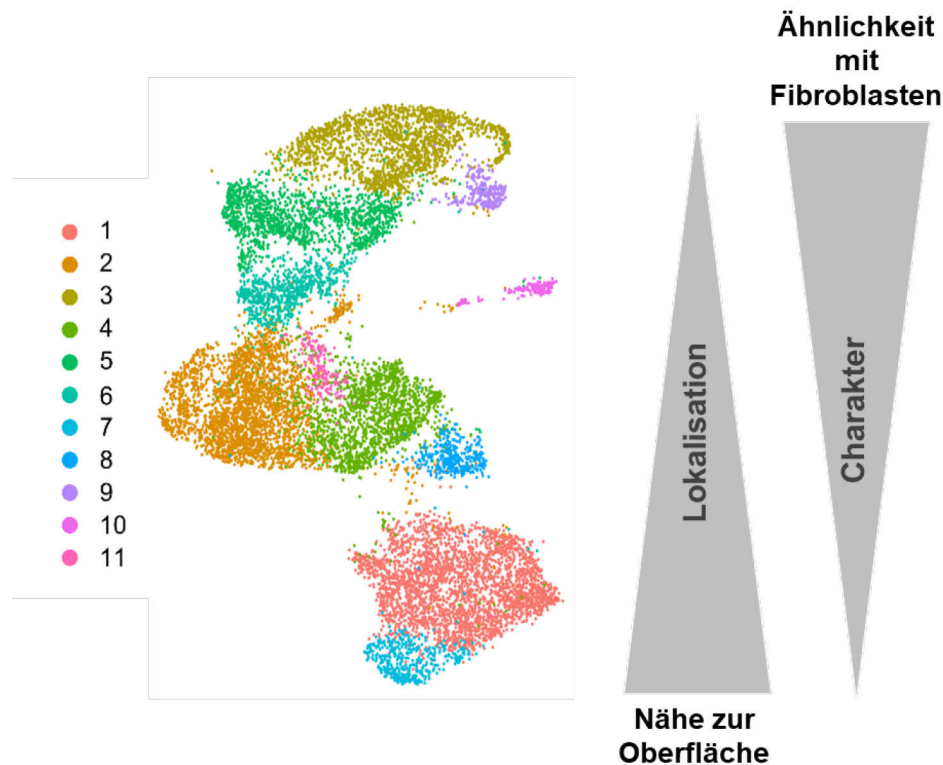 Ähnlichkeit
mit
Fibroblasten
1
2
3
4
5
6
7
8
9
10
11
Lokalisation
Charakter
Nähe zur
Oberfläche